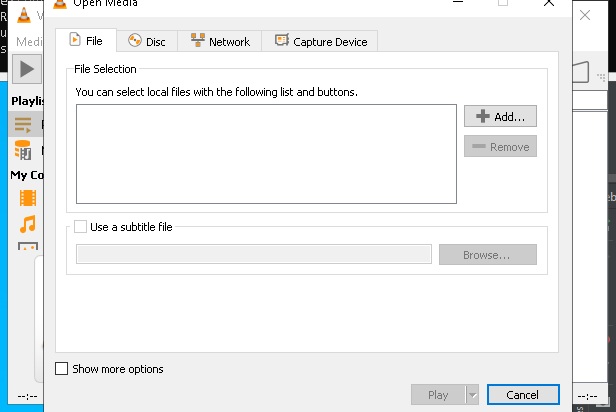 Open Media
Medi
File
Disc
Network
Capture Device
File Selection
You can select local files with the following list and buttons.
Playlis
Add...
Remove
My Co
Use a subtitle file
Browse...
Show more options
Play
Cancel
--:--
--:--